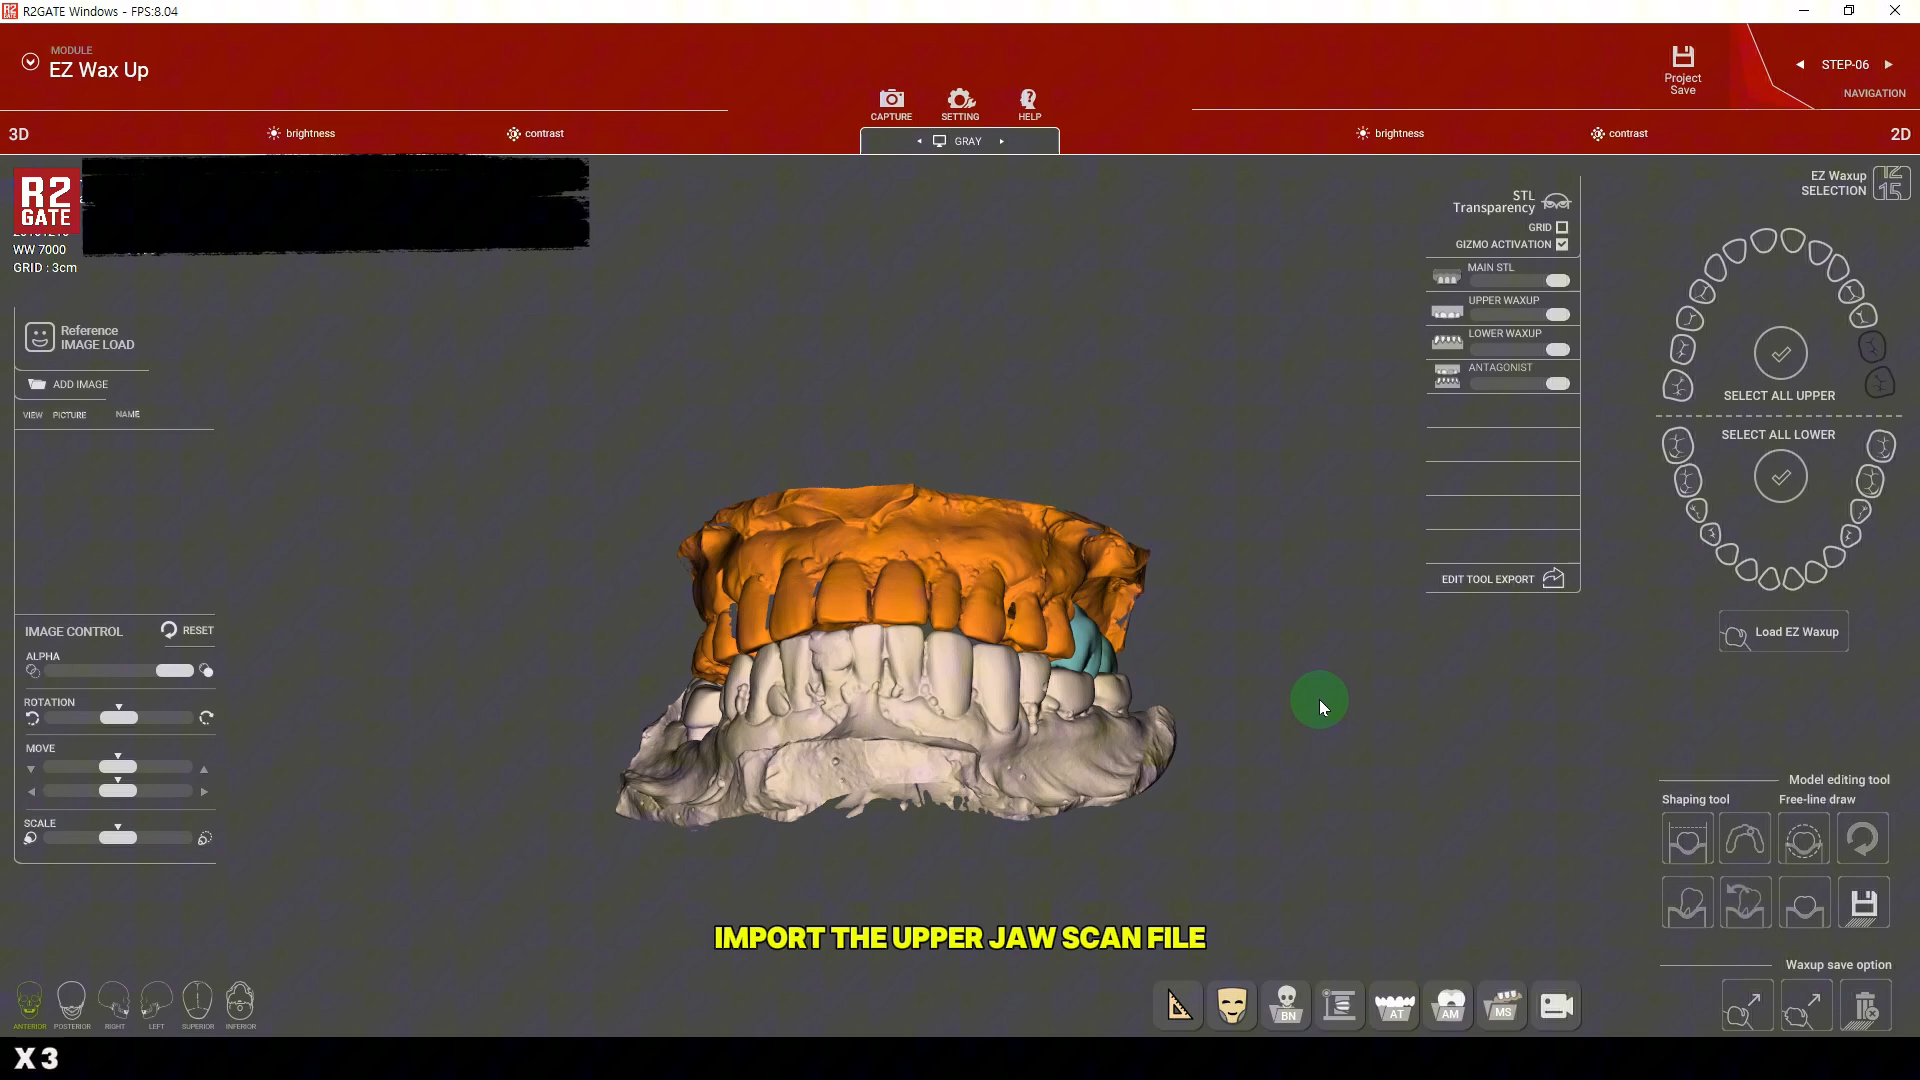 R2GATE Windows - FPS:8.04
MODULE
EZ Wax Up
CAPTURE
SETTING
HELP
Project
Save
STEP-06
NAVIGATION
3D
brightness
contrast
GRAY
brightness
contrast
2D
R2
GATE
WW 7000
GRID : 3cm
Reference
IMAGE LOAD
ADD IMAGE
VIEW PICTURE NAME
IMAGE CONTROL
RESET
ALPHA
ROTATION
MOVE
SCALE
STL
Transparency
GRID
GIZMO ACTIVATION
MAIN STL
UPPER WAXUP
LOWER WAXUP
ANTAGONIST
EDIT TOOL EXPORT
EZ Waxup
SELECTION
12
15
SELECT ALL UPPER
SELECT ALL LOWER
Load EZ Waxup
Model editing tool
Shaping tool
Free-line draw
Waxup save option
IMPORT THE UPPER JAW SCAN FILE
ANTERIOR
POSTERIOR
RIGHT
LEFT
SUPERIOR
INFERIOR
BN
AT
AM
MS
X 3